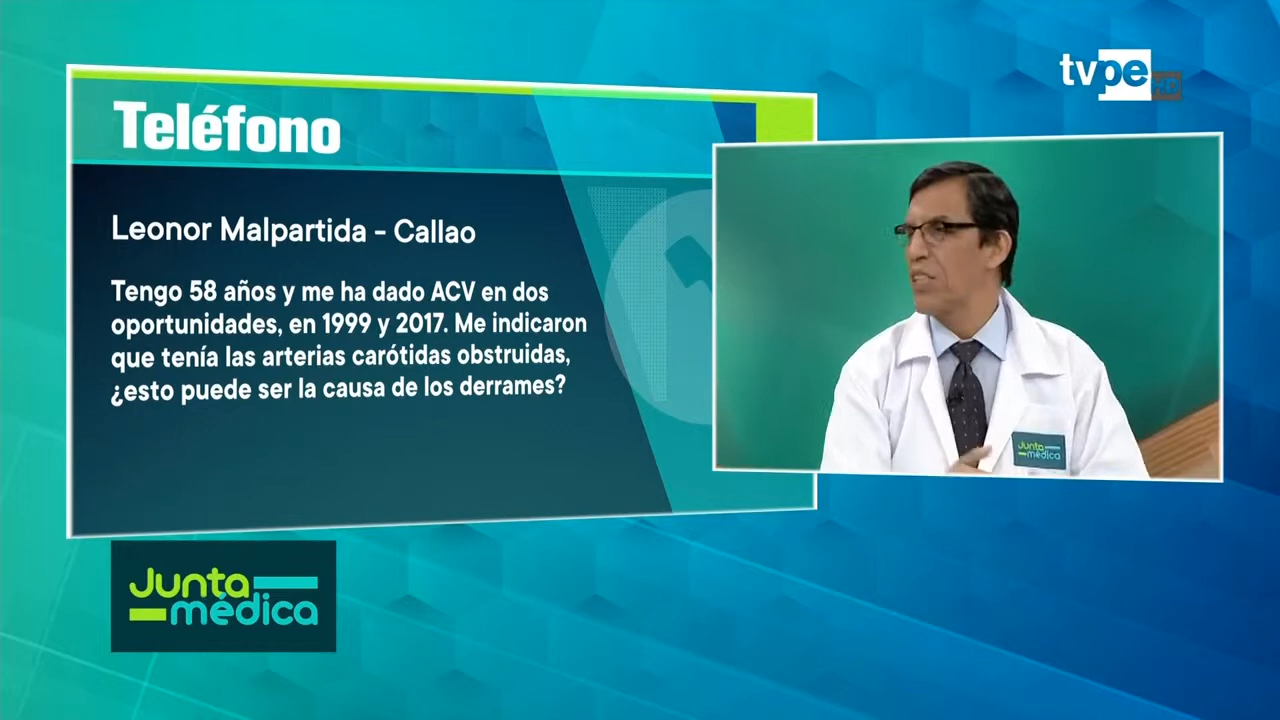 tvpe HD
Teléfono
Leonor Malpartida - Callao
Tengo 58 años y me ha dado ACV en dos
oportunidades, en 1999 y 2017. Me indicaron
que tenía las arterias carótidas obstruidas,
¿esto puede ser la causa de los derrames?
Junta
médica
Junta
médica